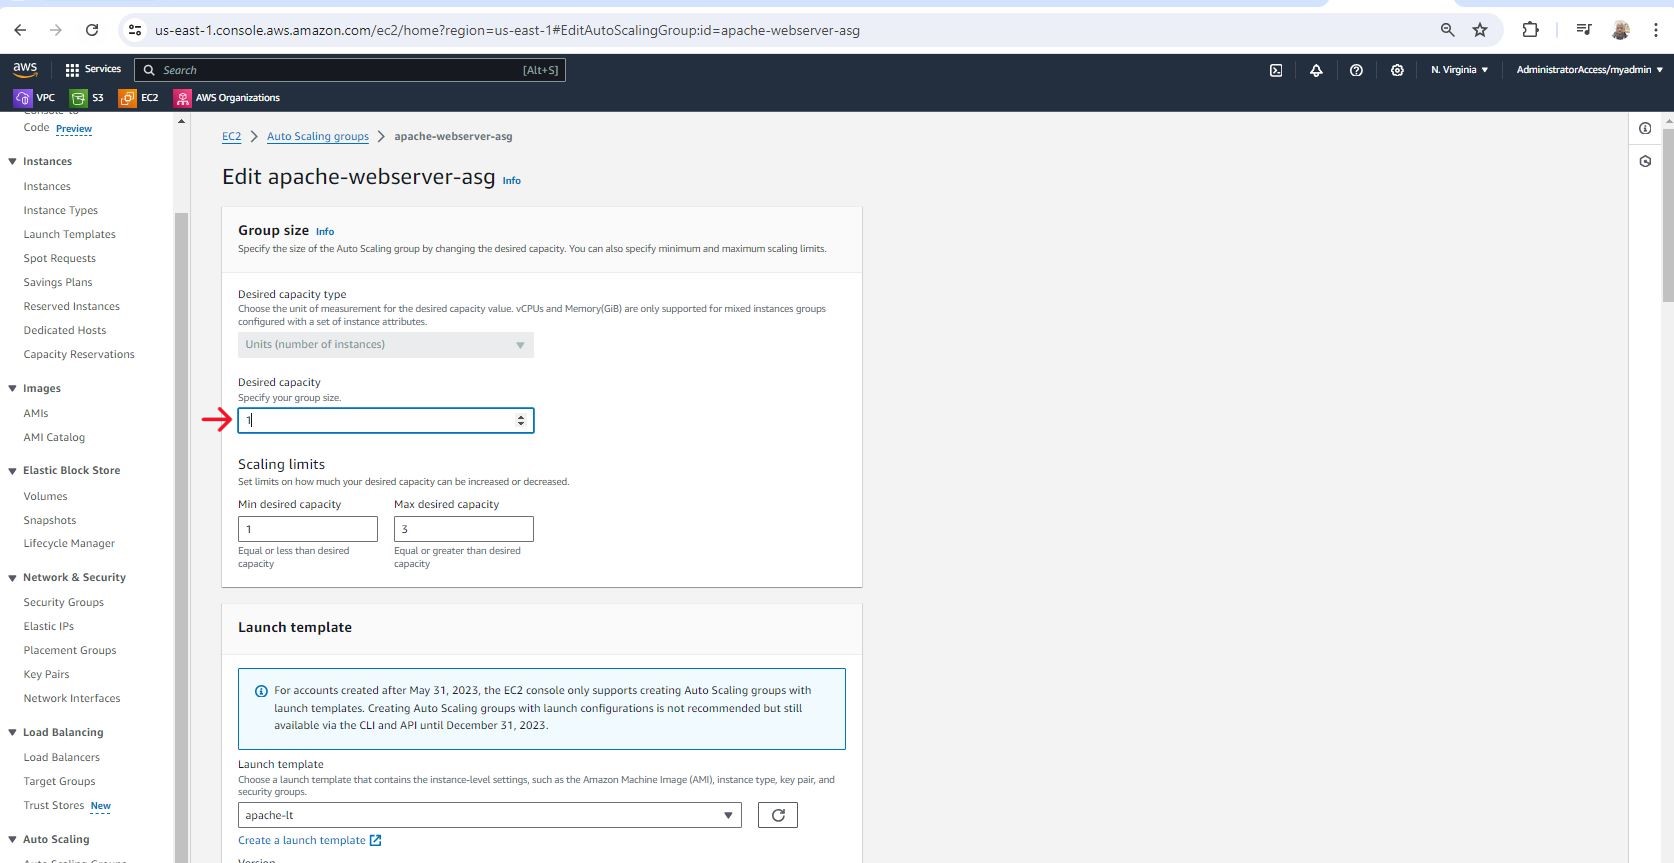 us-east-1.console.aws.amazon.com/ec2/home?region=us-east-1#EditAutoScalingGroup:id=apache-webserver-asg
aws
Services
Search
[Alt+S]
N. Virginia
AdministratorAccess/myadmin
VPC
S3
EC2
AWS Organizations
Console-to-
Code Preview
Instances
Instances
Instance Types
Launch Templates
Spot Requests
Savings Plans
Reserved Instances
Dedicated Hosts
Capacity Reservations
Images
AMIs
AMI Catalog
Elastic Block Store
Volumes
Snapshots
Lifecycle Manager
Network & Security
Security Groups
Elastic IPs
Placement Groups
Key Pairs
Network Interfaces
Load Balancing
Load Balancers
Target Groups
Trust Stores New
Auto Scaling
Auto Scaling Groups
EC2 > Auto Scaling groups > apache-webserver-asg
Edit apache-webserver-asg Info
Group size Info
Specify the size of the Auto Scaling group by changing the desired capacity. You can also specify minimum and maximum scaling limits.
Desired capacity type
Choose the unit of measurement for the desired capacity value. vCPUs and Memory(GiB) are only supported for mixed instances groups
configured with a set of instance attributes.
Units (number of instances)
Desired capacity
Specify your group size.
1
Scaling limits
Set limits on how much your desired capacity can be increased or decreased.
Min desired capacity
1
Equal or less than desired
capacity
Max desired capacity
3
Equal or greater than desired
capacity
Launch template
For accounts created after May 31, 2023, the EC2 console only supports creating Auto Scaling groups with
launch templates. Creating Auto Scaling groups with launch configurations is not recommended but still
available via the CLI and API until December 31, 2023.
Launch template
Choose a launch template that contains the instance-level settings, such as the Amazon Machine Image (AMI), instance type, key pair, and
security groups.
apache-lt
Create a launch template
Version